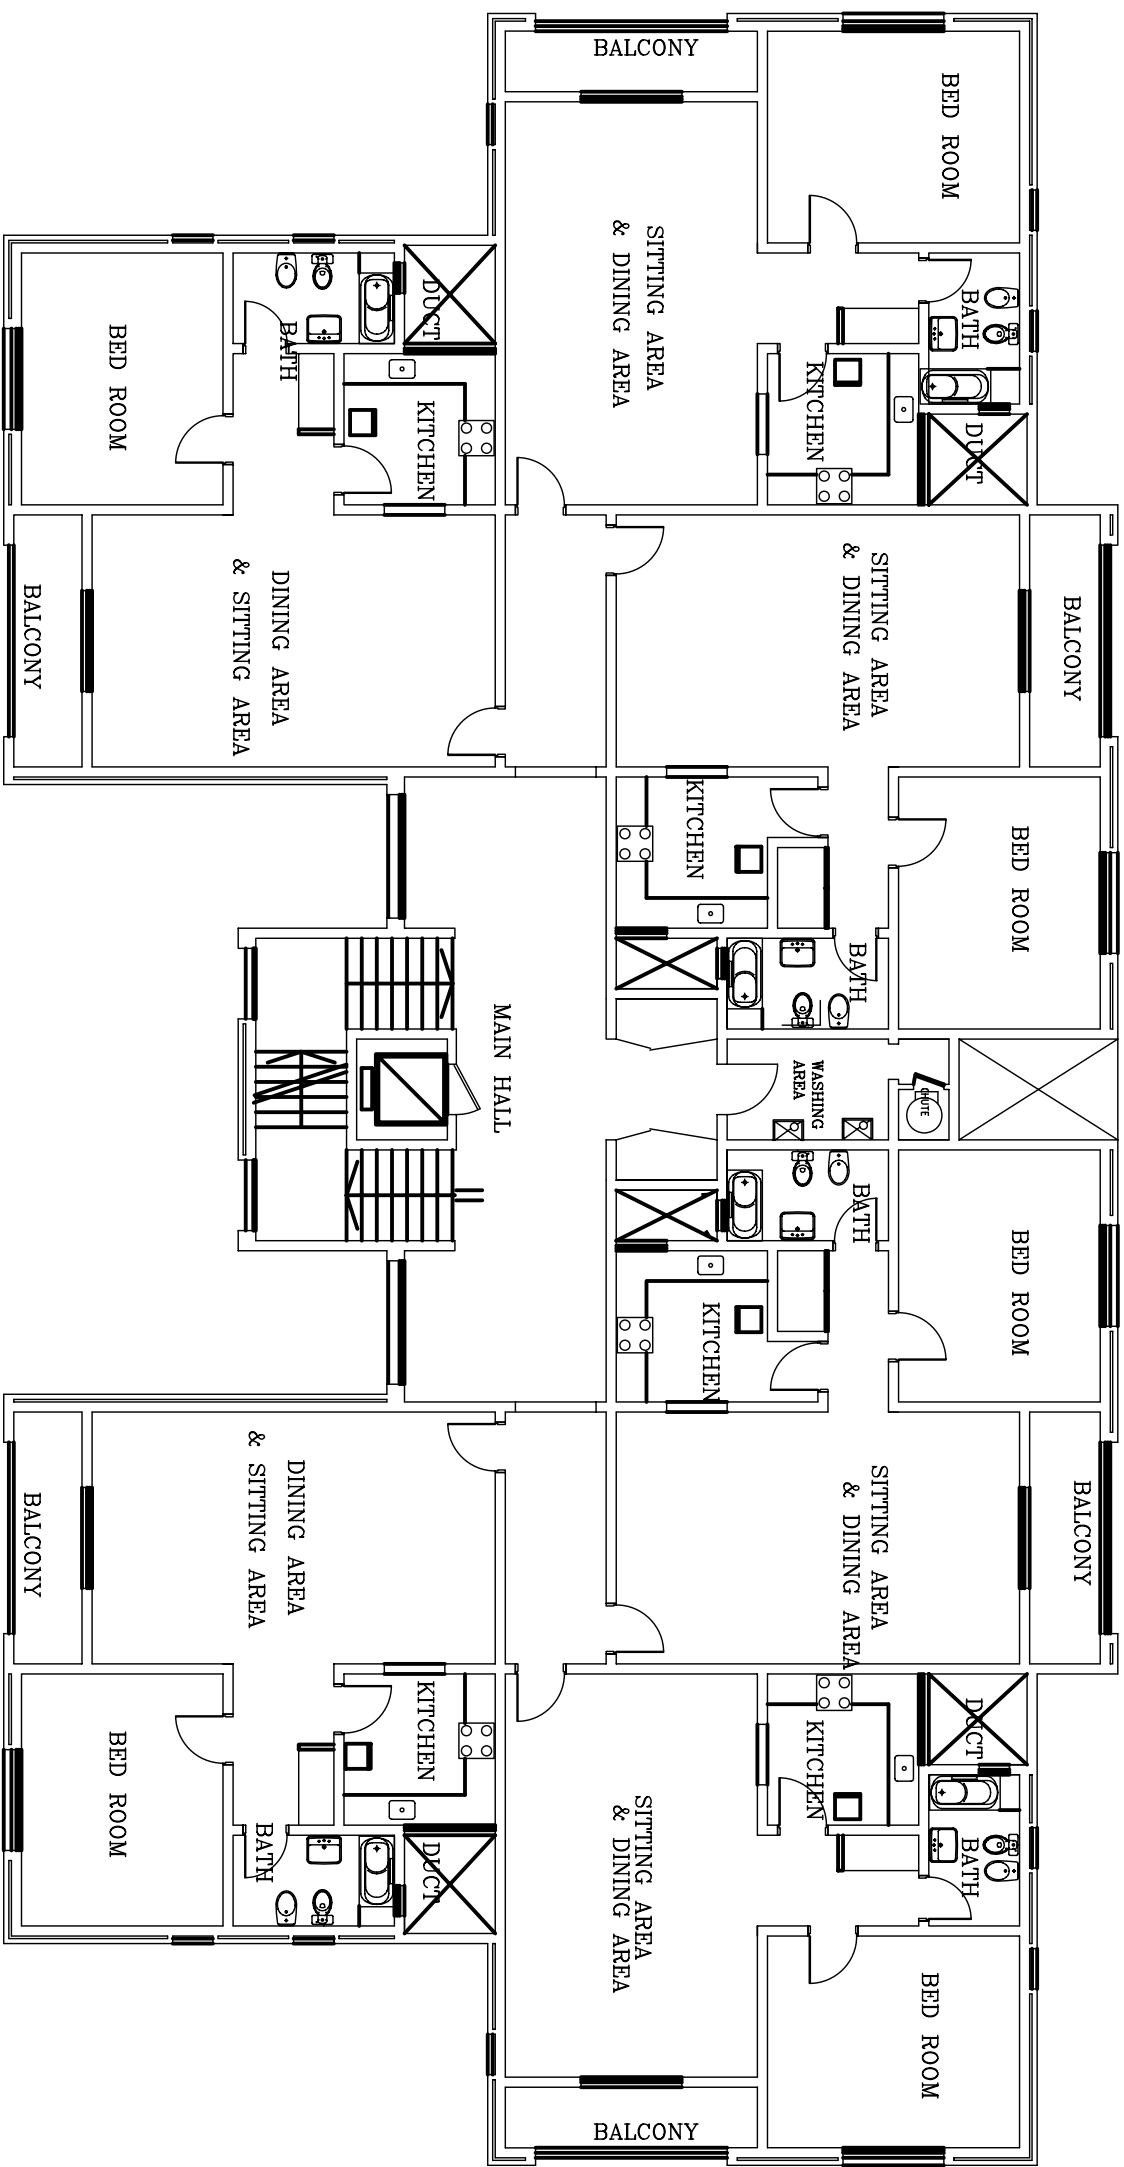 BALCONY
BED ROOM
SITTING AREA
& DINING AREA
BATH
KITCHEN
DUCT
DUCT
BATH
BED ROOM
KITCHEN
DINING AREA
& SITTING AREA
BALCONY
SITTING AREA
& DINING AREA
BALCONY
KITCHEN
BED ROOM
BATH
MAIN HALL
WASHING
AREA
CHUTE
BATH
BED ROOM
KITCHEN
DINING AREA
& SITTING AREA
BALCONY
SITTING AREA
& DINING AREA
BALCONY
KITCHEN
BED ROOM
BATH
DUCT
DUCT
KITCHEN
BATH
SITTING AREA
& DINING AREA
BED ROOM
BALCONY